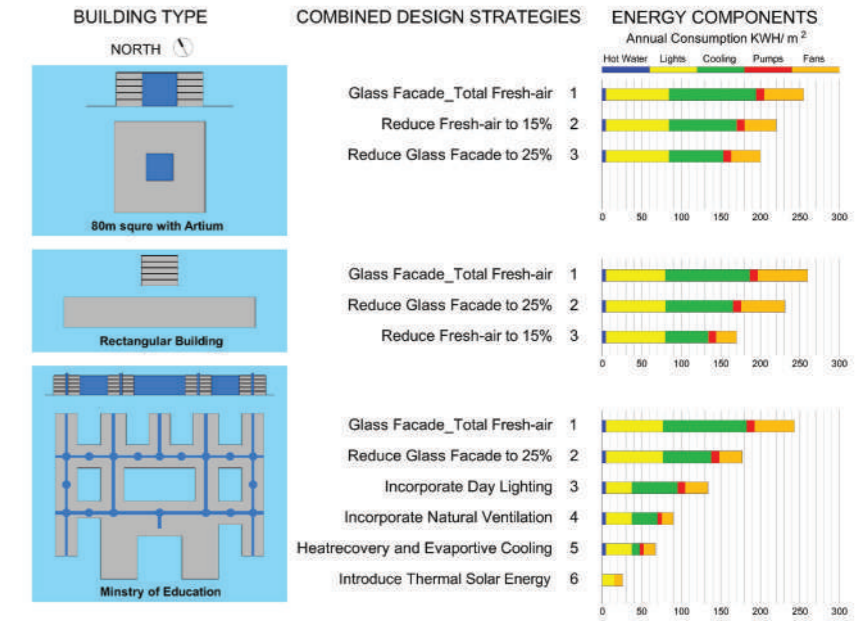 BUILDING TYPE
COMBINED DESIGN STRATEGIES
ENERGY COMPONENTS
NORTH
Annual Consumption KWH/ m 2
Hot Water Lights Cooling Pumps Fans
Glass Facade_Total Fresh-air 1
Reduce Fresh-air to 15% 2
Reduce Glass Facade to 25% 3
80m squre with Artium
0 50 100 150 200 250 300
Glass Facade_Total Fresh-air 1
Reduce Glass Facade to 25% 2
Reduce Fresh-air to 15% 3
Rectangular Building
0 50 100 150 200 250 300
Glass Facade_Total Fresh-air 1
Reduce Glass Facade to 25% 2
Incorporate Day Lighting 3
Incorporate Natural Ventilation 4
Heatrecovery and Evaportive Cooling 5
Introduce Thermal Solar Energy 6
Minstry of Education
0 50 100 150 200 250 300